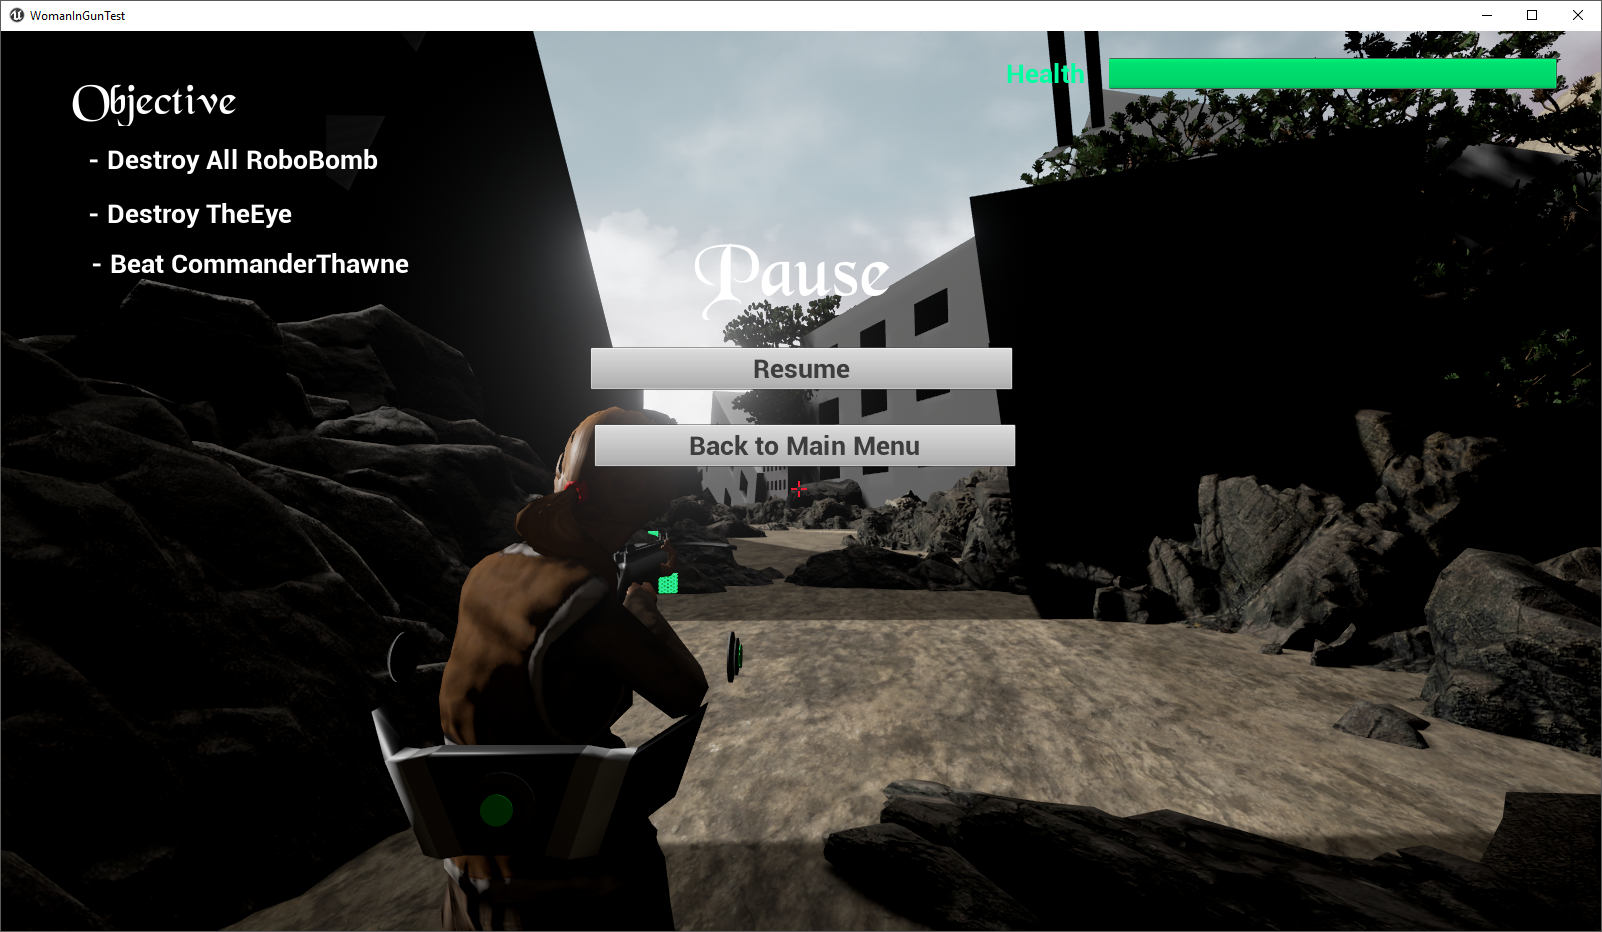 WomanInGunTest
Health
Objective
- Destroy All RoboBomb
- Destroy TheEye
- Beat CommanderThawne
Pause
Resume
Back to Main Menu